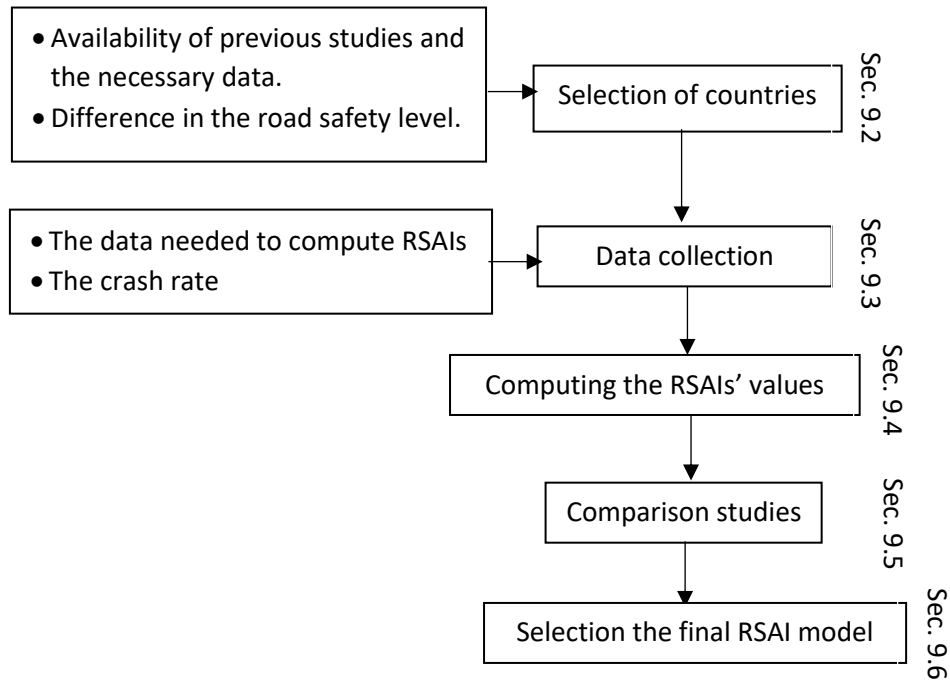 • Availability of previous studies and
the necessary data.
• Difference in the road safety level.
Selection of countries
Sec. 9.2
• The data needed to compute RSAIs
• The crash rate
Data collection
Sec. 9.3
Computing the RSAIs’ values
Sec. 9.4
Comparison studies
Sec. 9.5
Selection the final RSAI model
Sec. 9.6